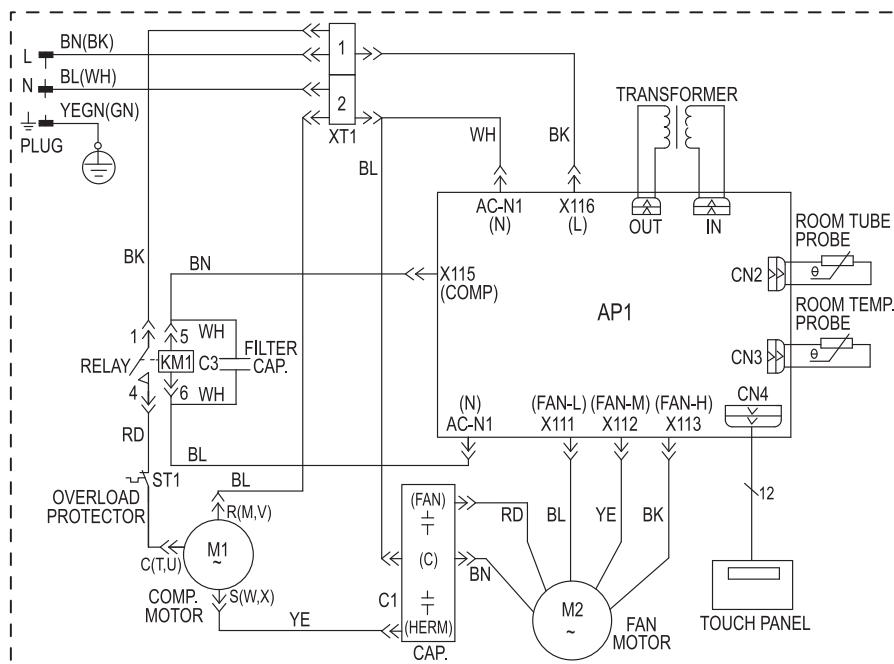 L
BN(BK)
N
BL(WH)
YEGN(GN)
PLUG
1
2
XT1
TRANSFORMER
WH
BK
BL
AC-N1
(N)
X116
(L)
OUT
IN
ROOM TUBE
PROBE
CN2
θ
BK
BN
X115
(COMP)
AP1
ROOM TEMP.
PROBE
CN3
θ
1
5
WH
RELAY
KM1
C3
FILTER
CAP.
4
6
WH
CN4
(N)
AC-N1
(FAN-L)
X111
(FAN-M)
X112
(FAN-H)
X113
RD
BL
ST1
OVERLOAD
PROTECTOR
BL
R(M,V)
M1
~
C(T,U)
COMP.
MOTOR
S(W,X)
YE
(FAN)
(C)
C1
(HERM)
CAP.
RD
BL
YE
BK
BN
M2
~
FAN
MOTOR
12
TOUCH PANEL